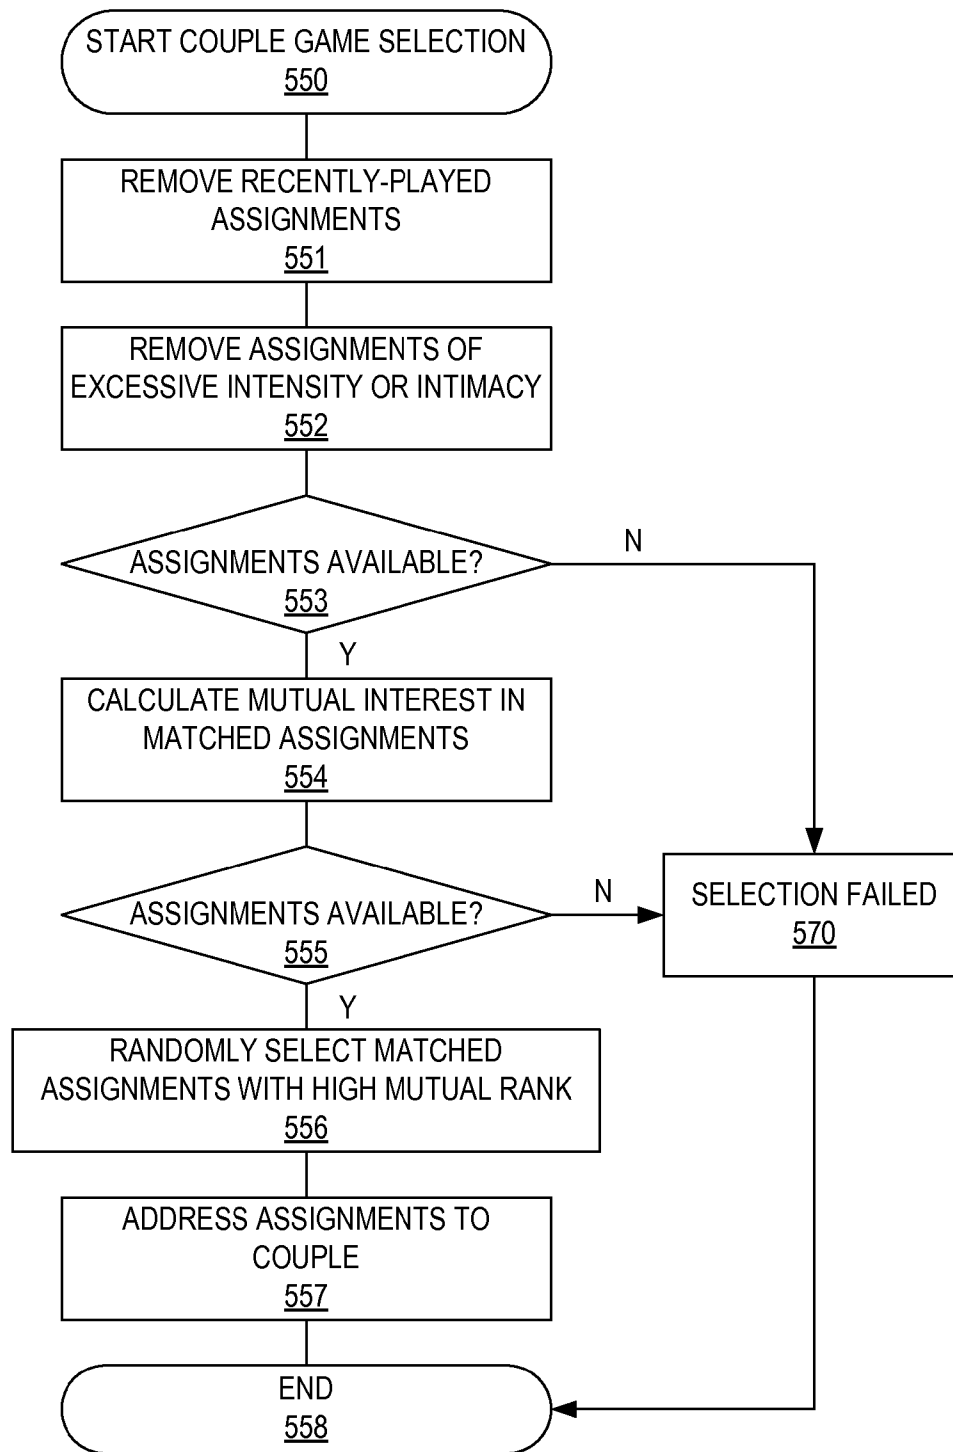 START COUPLE GAME SELECTION
550
REMOVE RECENTLY-PLAYED
ASSIGNMENTS
551
REMOVE ASSIGNMENTS OF
EXCESSIVE INTENSITY OR INTIMACY
552
ASSIGNMENTS AVAILABLE?
553
N
Y
CALCULATE MUTUAL INTEREST IN
MATCHED ASSIGNMENTS
554
ASSIGNMENTS AVAILABLE?
555
N
SELECTION FAILED
570
Y
RANDOMLY SELECT MATCHED
ASSIGNMENTS WITH HIGH MUTUAL RANK
556
ADDRESS ASSIGNMENTS TO
COUPLE
557
END
558